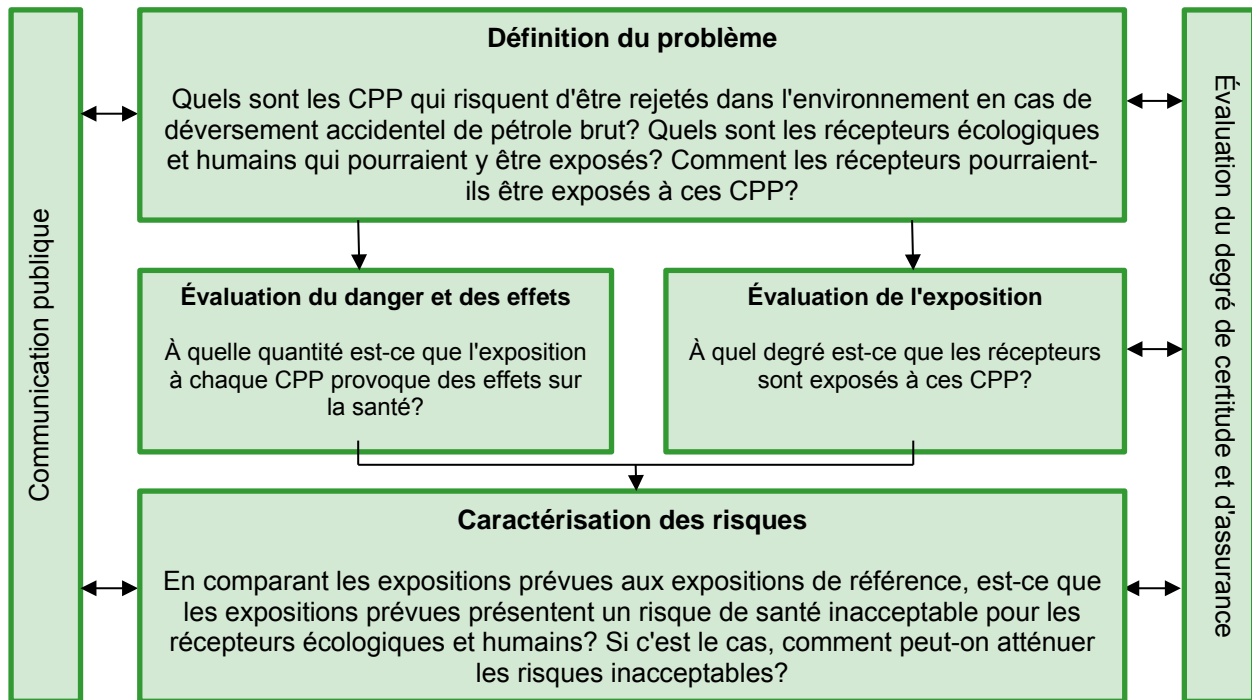 Communication publique
Définition du problème
Quels sont les CPP qui risquent d'être rejetés dans l'environnement en cas de
déversement accidentel de pétrole brut? Quels sont les récepteurs écologiques
et humains qui pourraient y être exposés? Comment les récepteurs pourraient-
ils être exposés à ces CPP?
Évaluation du danger et des effets
À quelle quantité est-ce que l'exposition
à chaque CPP provoque des effets sur
la santé?
Évaluation de l'exposition
À quel degré est-ce que les récepteurs
sont exposés à ces CPP?
Caractérisation des risques
En comparant les expositions prévues aux expositions de référence, est-ce que
les expositions prévues présentent un risque de santé inacceptable pour les
récepteurs écologiques et humains? Si c'est le cas, comment peut-on atténuer
les risques inacceptables?
Évaluation du degré de certitude et d'assurance